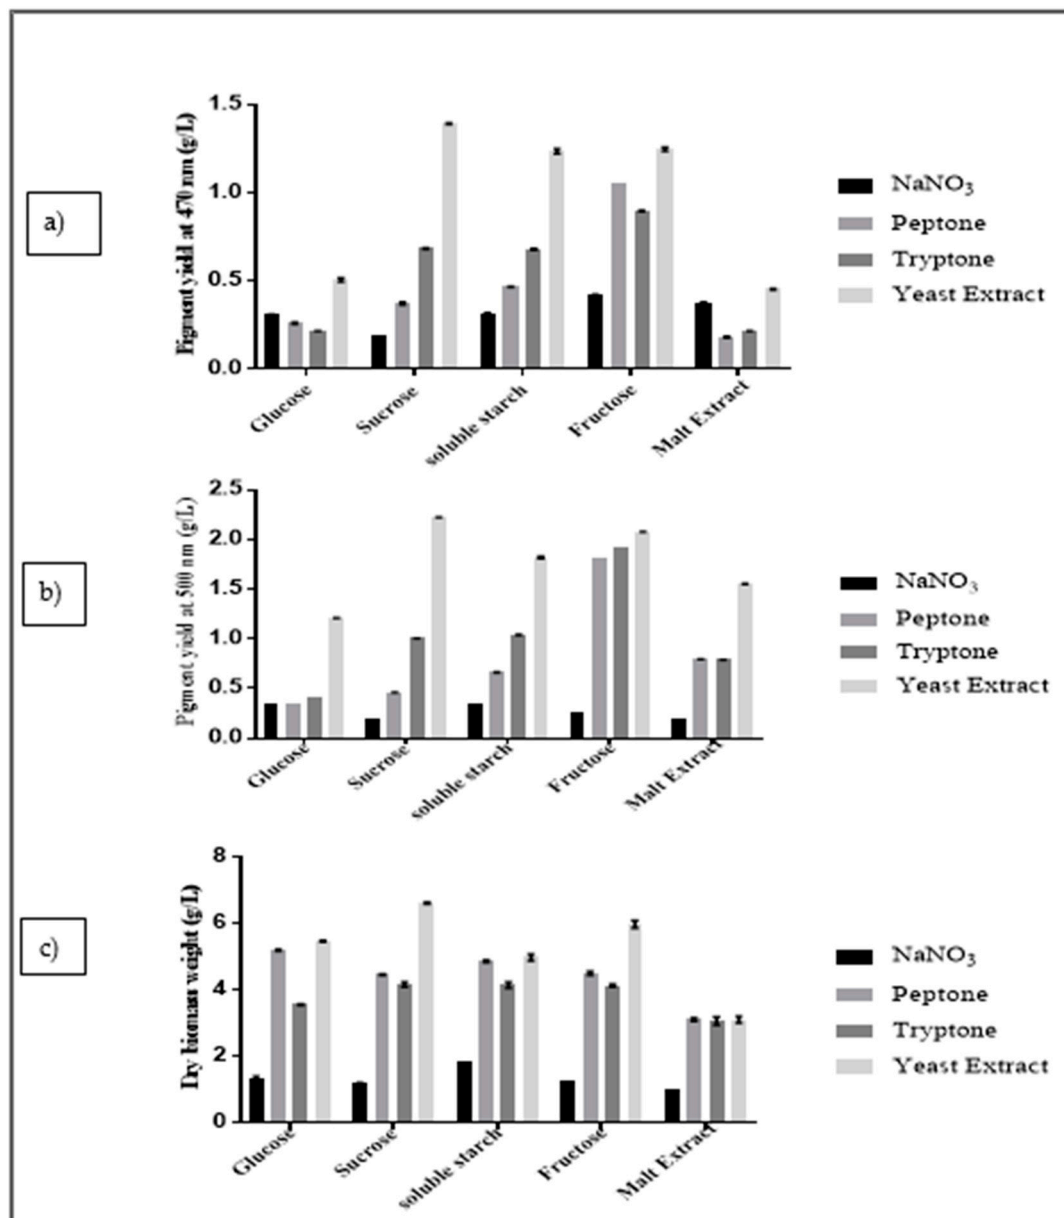 a)
Pigment yield at 470 nm (g/L)
1.5
1.0
0.5
0.0
Glucose
Sucrose
soluble starch
Fructose
Malt Extract
NaNO₃
Peptone
Tryptone
Yeast Extract
b)
Pigment yield at 500 nm (g/L)
2.5
2.0
1.5
1.0
0.5
0.0
Glucose
Sucrose
soluble starch
Fructose
Malt Extract
NaNO₃
Peptone
Tryptone
Yeast Extract
c)
Dry biomass weight (g/L)
8
6
4
2
0
Glucose
Sucrose
soluble starch
Fructose
Malt Extract
NaNO₃
Peptone
Tryptone
Yeast Extract